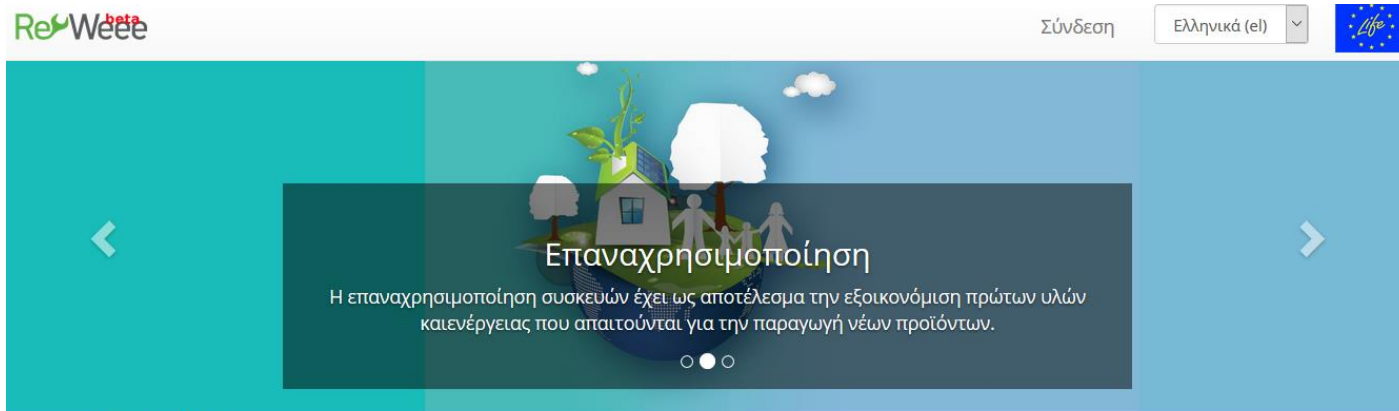 ReWeee
beta
Σύνδεση
Ελληνικά (el)
Life
Επαναχρησιμοποίηση
Η επαναχρησιμοποίηση συσκευών έχει ως αποτέλεσμα την εξοικονόμιση πρώτων υλών
καιενέργειας που απαιτούνται για την παραγωγή νέων προϊόντων.